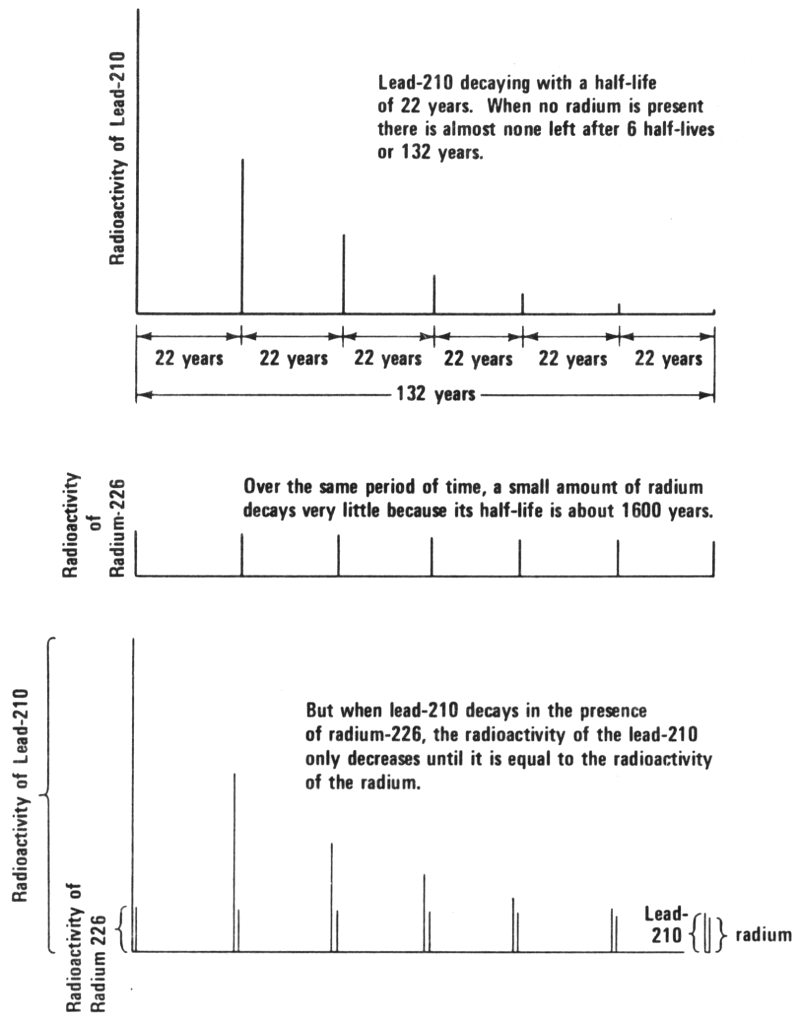 Radioactivity of Lead-210
Lead-210 decaying with a half-life
of 22 years. When no radium is present
there is almost none left after 6 half-lives
or 132 years.
22 years
22 years
22 years
22 years
22 years
22 years
132 years
Radioactivity
of
Radium-226
Over the same period of time, a small amount of radium
decays very little because its half-life is about 1600 years.
Radioactivity of Lead-210
But when lead-210 decays in the presence
of radium-226, the radioactivity of the lead-210
only decreases until it is equal to the radioactivity
of the radium.
Radioactivity of
Radium 226
Lead-
210
radium